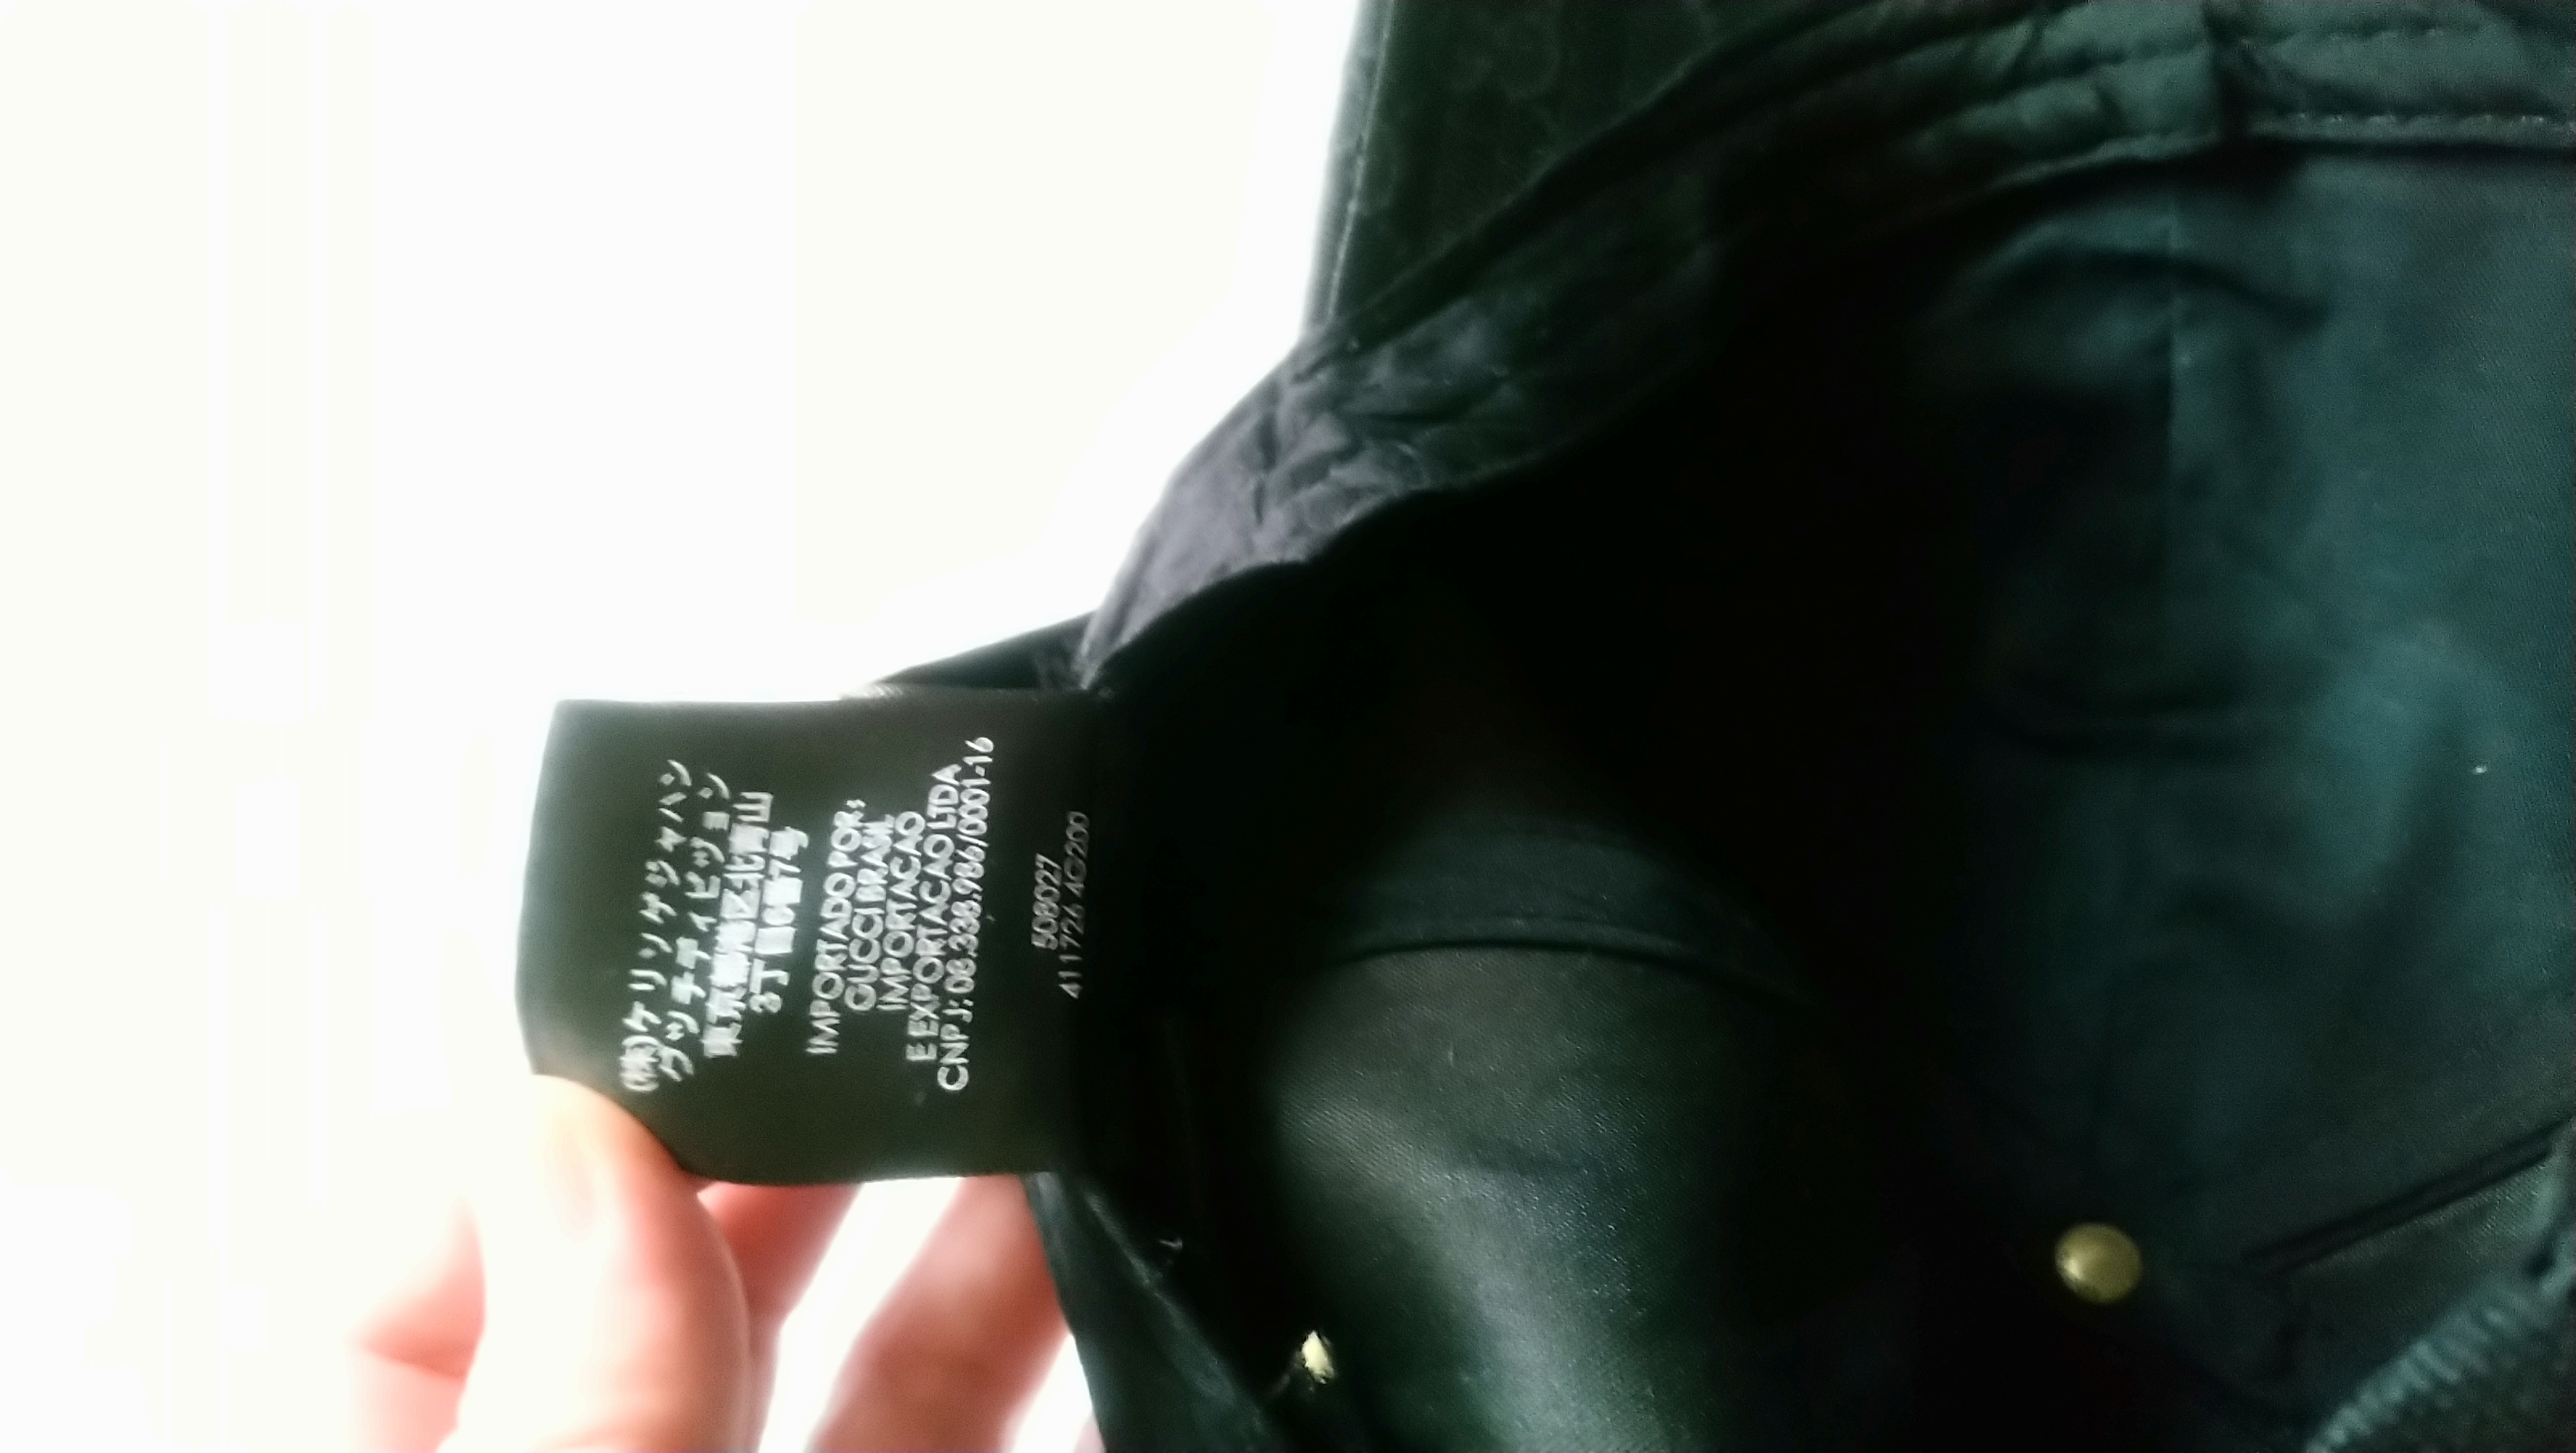 (株)ケリングジャパン
グッチディビジョン
東京都港区北青山
3丁目6番7号
IMPORTADO POR:
GUCCI BRASIL
IMPORTACAO
E EXPORTACAO LTDA
CNPJ: 08.338.986/0001-16
508027
411726 4G200